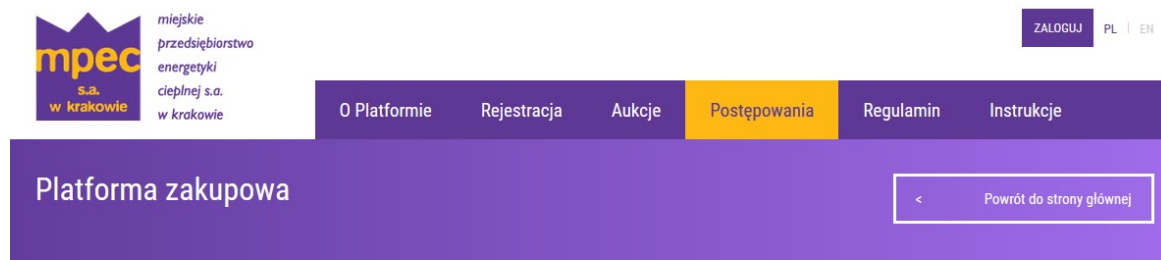 mpec
s.a.
w krakowie
miejskie
przedsiębiorstwo
energetyki
cieplnej s.a.
w krakowie
ZALOGUJ PL | EN
O Platformie Rejestracja Aukcje Postępowania Regulamin Instrukcje
Platforma zakupowa
< Powrót do strony głównej